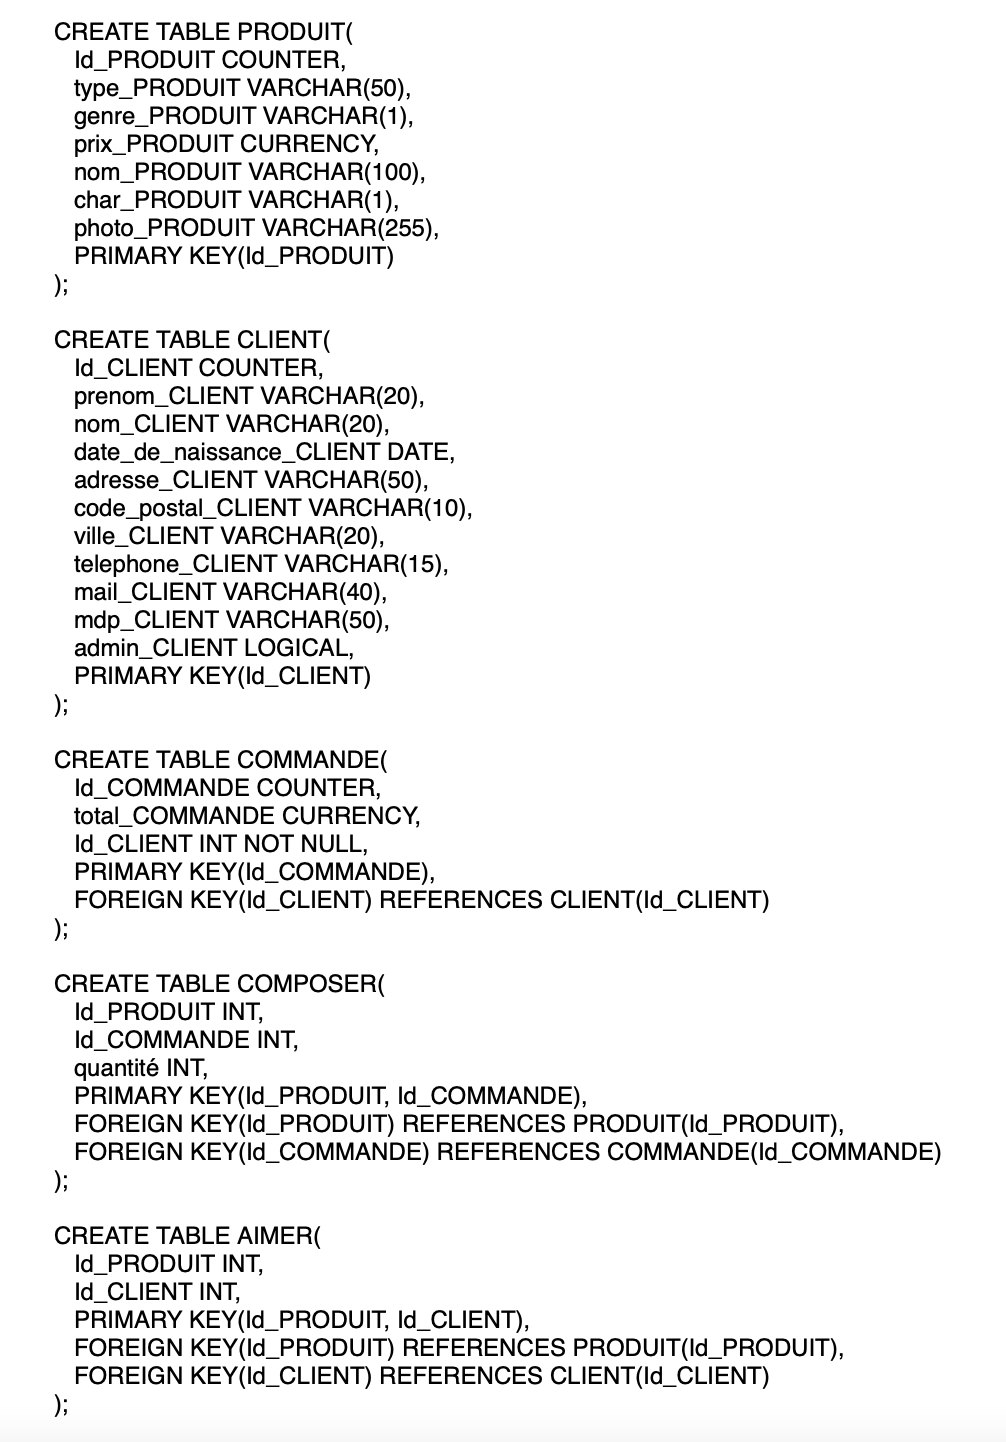 CREATE TABLE PRODUIT(
Id_PRODUIT COUNTER,
type_PRODUIT VARCHAR(50),
genre_PRODUIT VARCHAR(1),
prix_PRODUIT CURRENCY,
nom_PRODUIT VARCHAR(100),
char_PRODUIT VARCHAR(1),
photo_PRODUIT VARCHAR(255),
PRIMARY KEY(Id_PRODUIT)
);
CREATE TABLE CLIENT(
Id_CLIENT COUNTER,
prenom_CLIENT VARCHAR(20),
nom_CLIENT VARCHAR(20),
date_de_naissance_CLIENT DATE,
adresse_CLIENT VARCHAR(50),
code_postal_CLIENT VARCHAR(10),
ville_CLIENT VARCHAR(20),
telephone_CLIENT VARCHAR(15),
mail_CLIENT VARCHAR(40),
mdp_CLIENT VARCHAR(50),
admin_CLIENT LOGICAL,
PRIMARY KEY(Id_CLIENT)
);
CREATE TABLE COMMANDE(
Id_COMMANDE COUNTER,
total_COMMANDE CURRENCY,
Id_CLIENT INT NOT NULL,
PRIMARY KEY(Id_COMMANDE),
FOREIGN KEY(Id_CLIENT) REFERENCES CLIENT(Id_CLIENT)
);
CREATE TABLE COMPOSER(
Id_PRODUIT INT,
Id_COMMANDE INT,
quantité INT,
PRIMARY KEY(Id_PRODUIT, Id_COMMANDE),
FOREIGN KEY(Id_PRODUIT) REFERENCES PRODUIT(Id_PRODUIT),
FOREIGN KEY(Id_COMMANDE) REFERENCES COMMANDE(Id_COMMANDE)
);
CREATE TABLE AIMER(
Id_PRODUIT INT,
Id_CLIENT INT,
PRIMARY KEY(Id_PRODUIT, Id_CLIENT),
FOREIGN KEY(Id_PRODUIT) REFERENCES PRODUIT(Id_PRODUIT),
FOREIGN KEY(Id_CLIENT) REFERENCES CLIENT(Id_CLIENT)
);